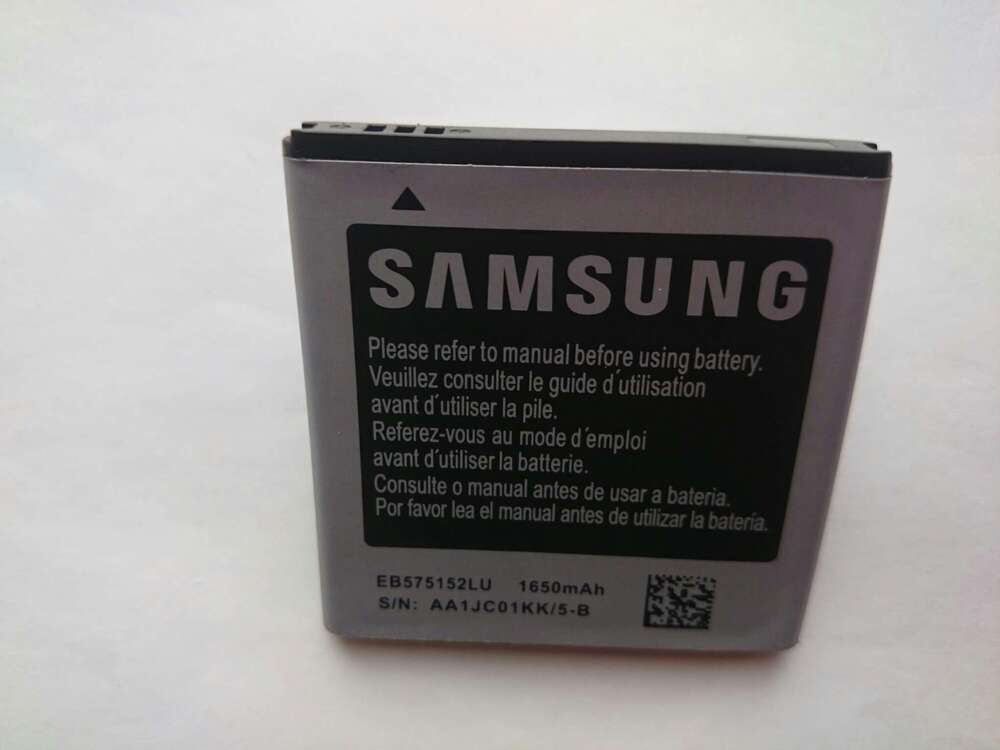 SAMSUNG
Please refer to manual before using battery.
Veuillez consulter le guide d´utilisation
avant d´utiliser la pile.
Referez-vous au mode d´emploi
avant d´utiliser la batterie.
Consulte o manual antes de usar a bateria.
Por favor lea el manual antes de utilizar la batería.
EB575152LU 1650mAh
S/N: AA1JC01KK/5-B